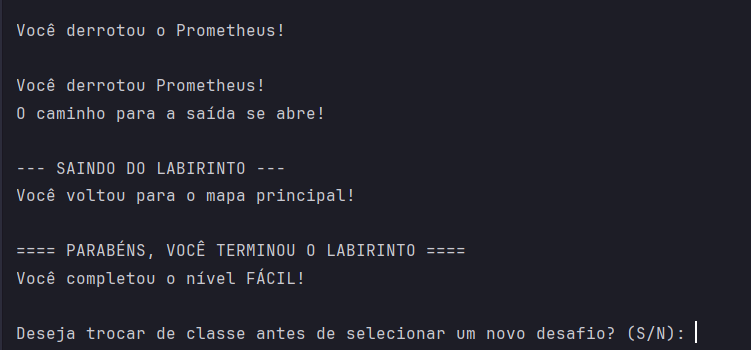 Você derrotou o Prometheus!
Você derrotou Prometheus!
O caminho para a saída se abre!
--- SAINDO DO LABIRINTO ---
Você voltou para o mapa principal!
==== PARABÉNS, VOCÊ TERMINOU O LABIRINTO ====
Você completou o nível FÁCIL!
Deseja trocar de classe antes de selecionar um novo desafio? (S/N):